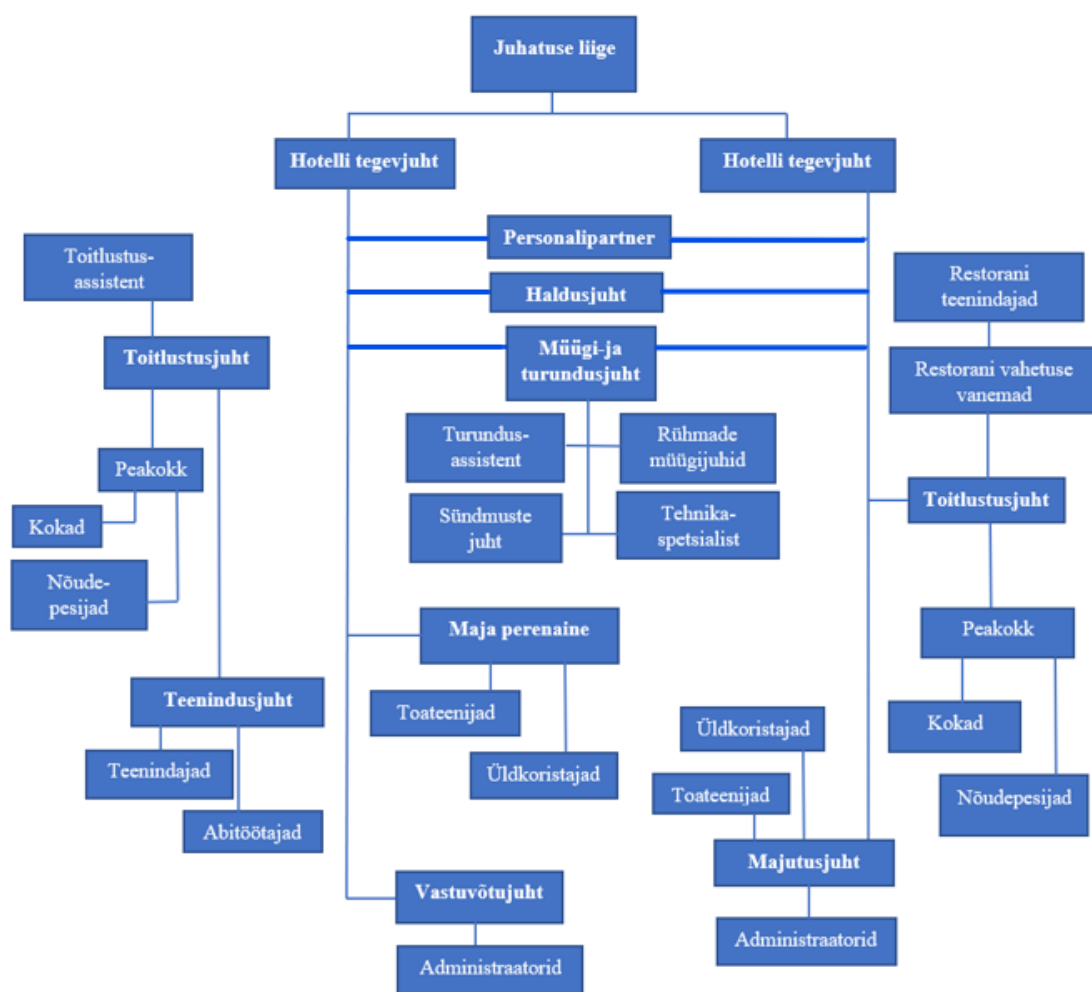 Juhatuse liige
Hotelli tegevjuht
Hotelli tegevjuht
Personalipartner
Haldusjuht
Müügi-ja
turundusjuht
Turundus-
assistent
Rühmade
müügijuhid
Sündmuste
juht
Tehnika-
spetsialist
Toitlustus-
assistent
Toitlustusjuht
Peakokk
Kokad
Nõude-
pesijad
Teenindusjuht
Teenindajad
Abitöötajad
Maja perenaine
Toateenijad
Üldkoristajad
Vastuvõtujuht
Administraatorid
Restorani
teenindajad
Restorani vahetuse
vanemad
Toitlustusjuht
Peakokk
Kokad
Nõudepesijad
Üldkoristajad
Toateenijad
Majutusjuht
Administraatorid